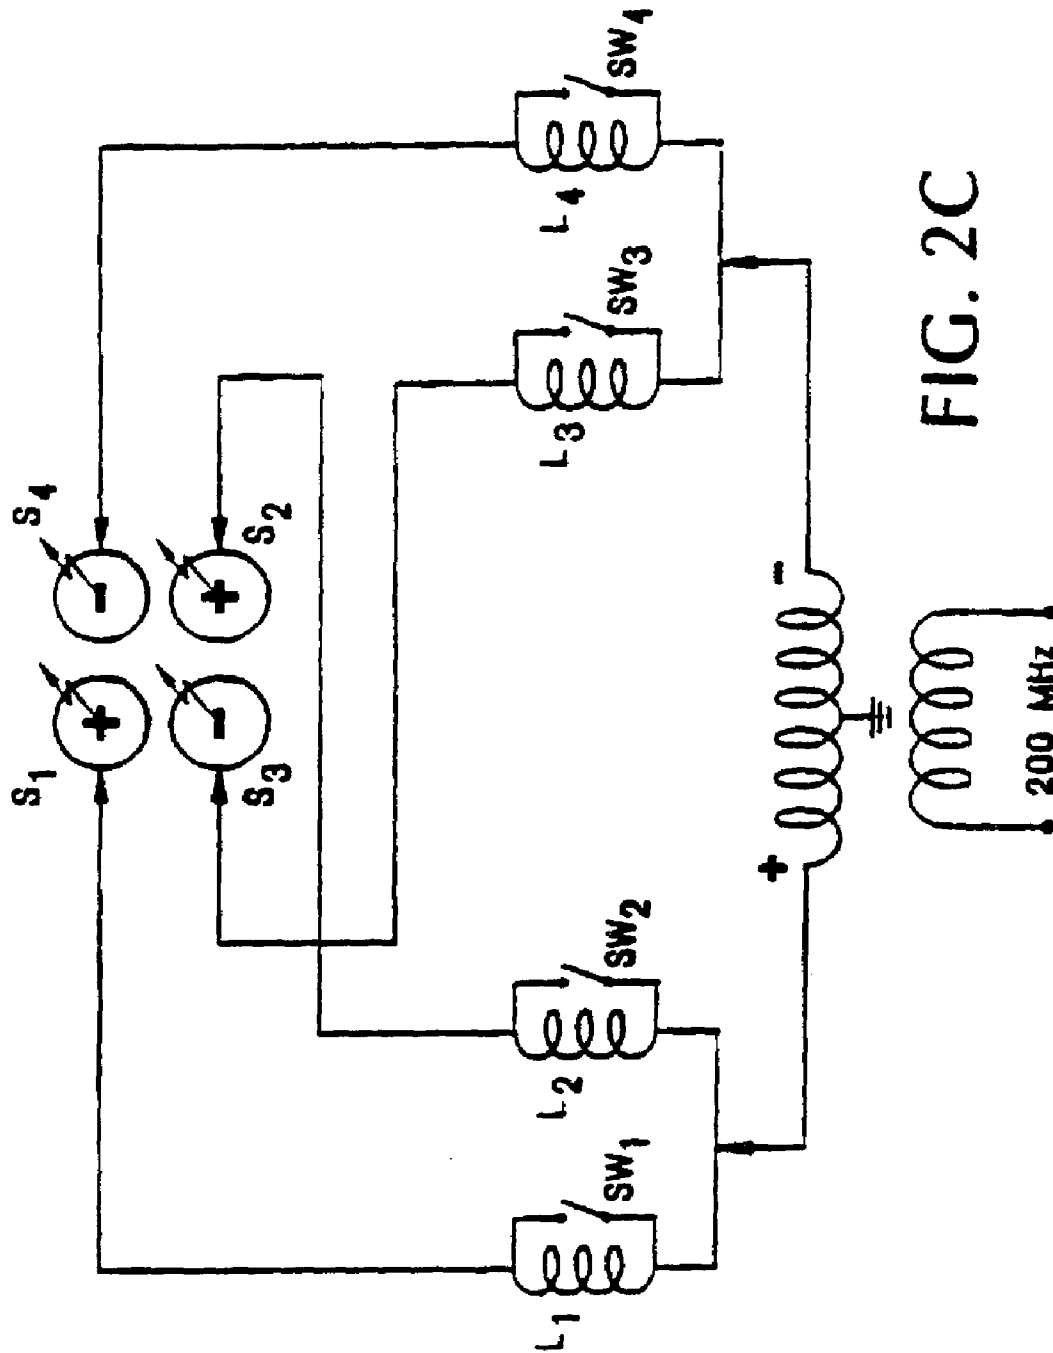 S₁
S₄
+
-
-
+
S₃
S₂
L₁
SW₁
L₂
SW₂
L₃
SW₃
L₄
SW₄
+
-
200 MHz
FIG. 2C